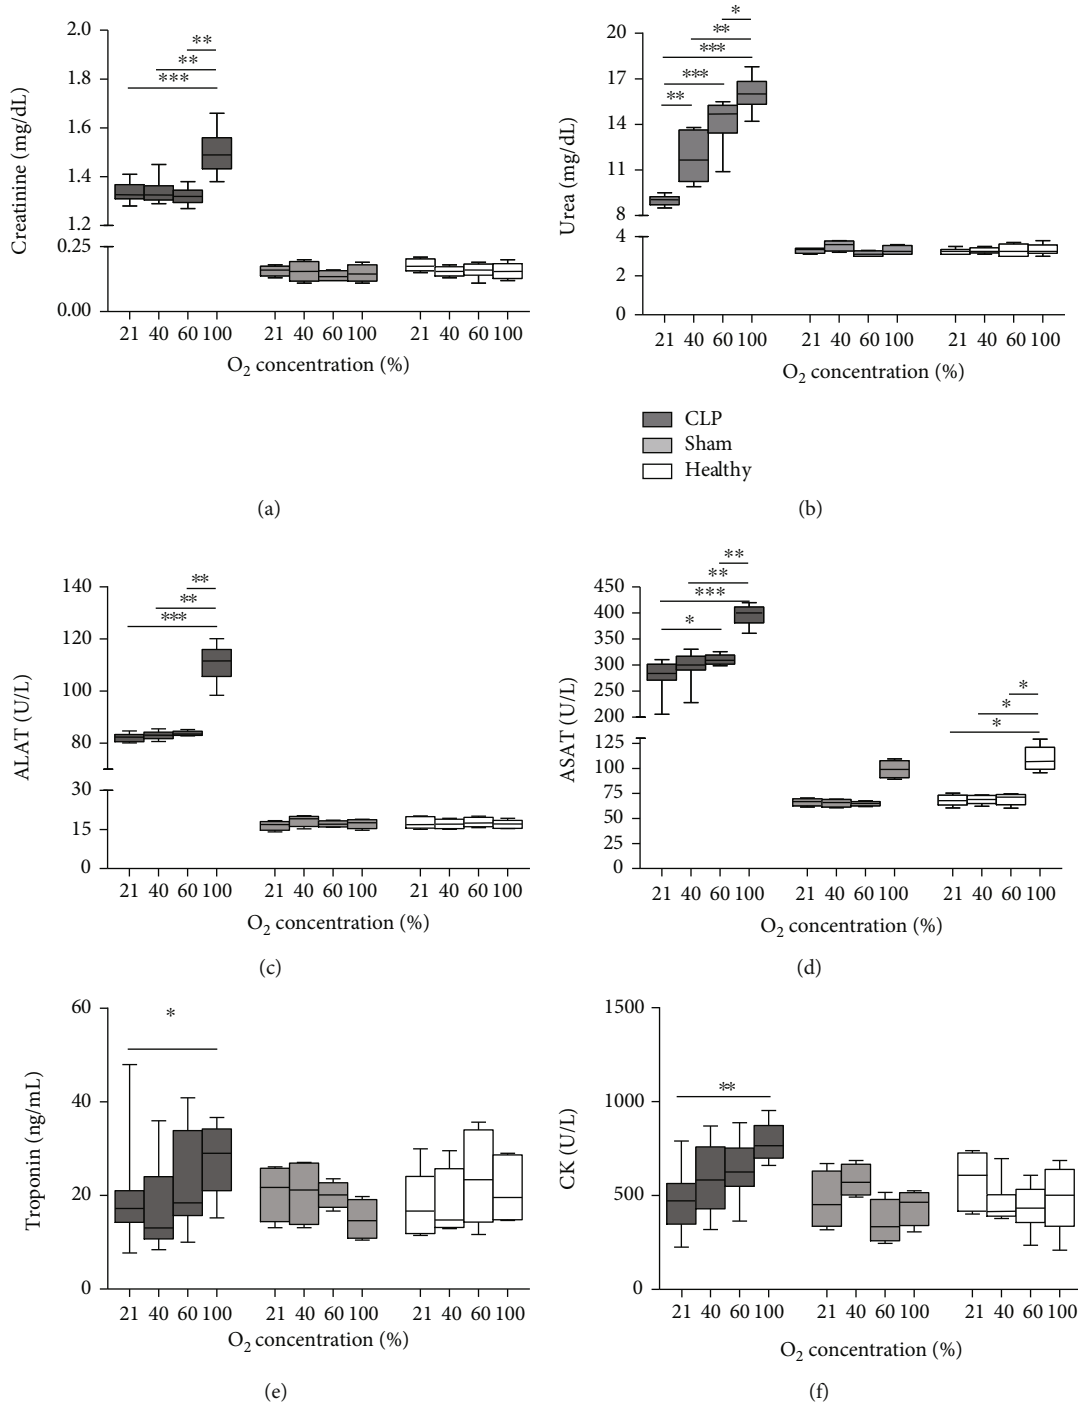 2.0
1.8
1.6
1.4
1.2
0.25
0.00
Creatinine (mg/dL)
**
**
***
21 40 60 100 21 40 60 100 21 40 60 100
O2 concentration (%)
(a)
20
17
14
11
8
4
2
0
Urea (mg/dL)
*
**
***
***
**
21 40 60 100 21 40 60 100 21 40 60 100
O2 concentration (%)
CLP
Sham
Healthy
(b)
140
120
100
80
30
15
0
ALAT (U/L)
**
**
***
21 40 60 100 21 40 60 100 21 40 60 100
O2 concentration (%)
(c)
450
400
350
300
250
200
125
100
75
50
25
0
ASAT (U/L)
**
**
***
*
*
*
*
21 40 60 100 21 40 60 100 21 40 60 100
O2 concentration (%)
(d)
60
40
20
0
Troponin (ng/mL)
*
21 40 60 100 21 40 60 100 21 40 60 100
O2 concentration (%)
(e)
1500
1000
500
0
CK (U/L)
**
21 40 60 100 21 40 60 100 21 40 60 100
O2 concentration (%)
(f)